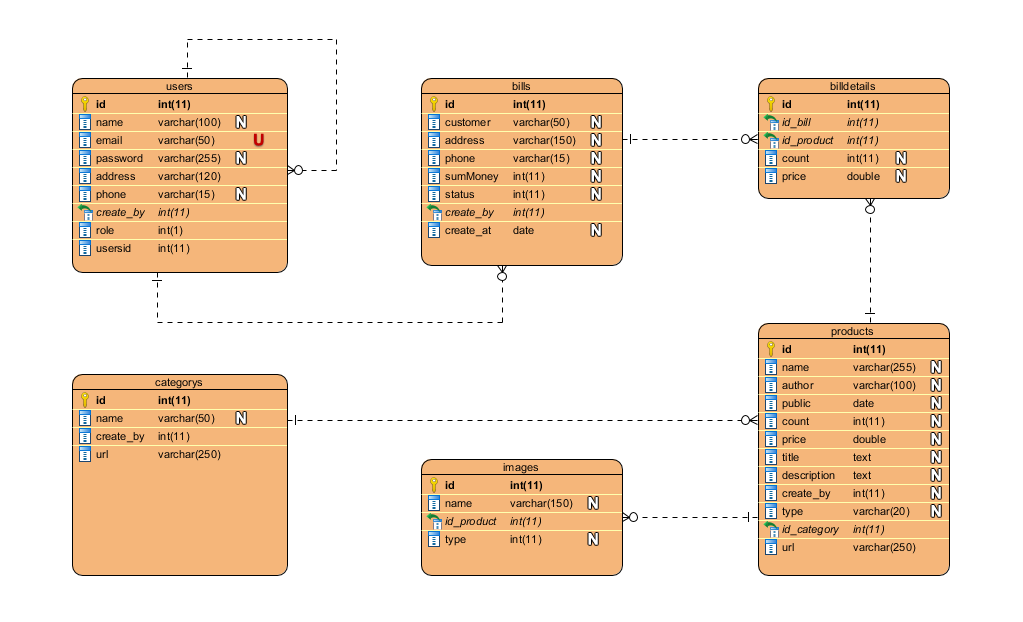 users
id int(11)
name varchar(100) N
email varchar(50) U
password varchar(255) N
address varchar(120)
phone varchar(15) N
create_by int(11)
role int(1)
usersid int(11)
bills
id int(11)
customer varchar(50) N
address varchar(150) N
phone varchar(15) N
sumMoney int(11) N
status int(11) N
create_by int(11)
create_at date N
billdetails
id int(11)
id_bill int(11)
id_product int(11)
count int(11) N
price double N
categorys
id int(11)
name varchar(50) N
create_by int(11)
url varchar(250)
images
id int(11)
name varchar(150) N
id_product int(11)
type int(11) N
products
id int(11)
name varchar(255) N
author varchar(100) N
public date N
count int(11) N
price double N
title text N
description text N
create_by int(11) N
type varchar(20) N
id_category int(11)
url varchar(250)